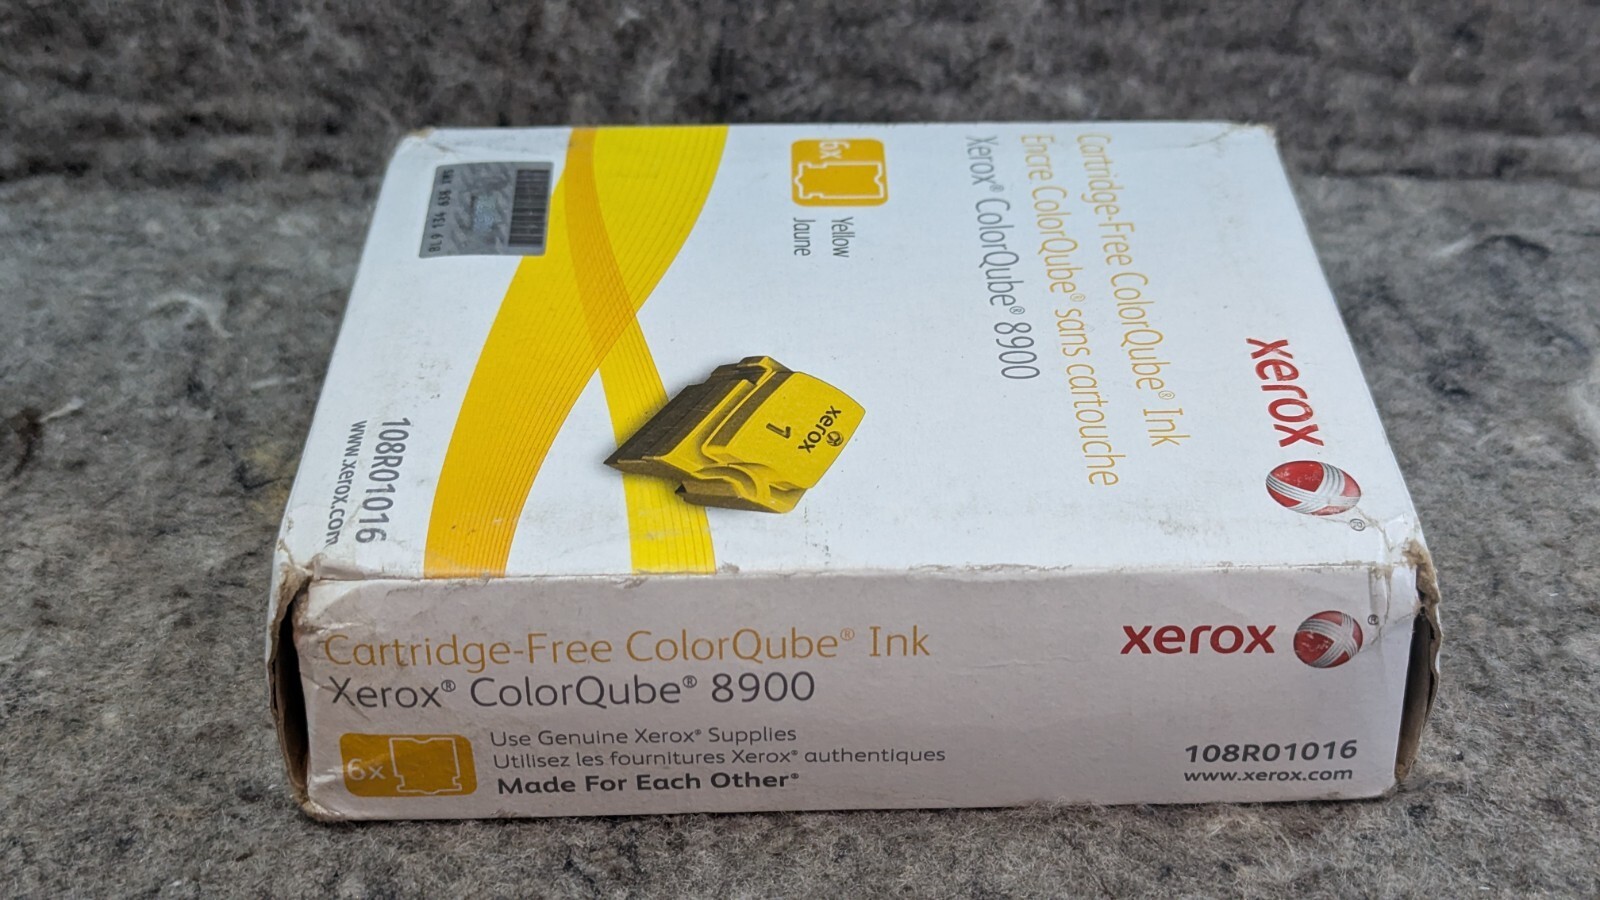 xerox ®
Cartridge-Free ColorQube® Ink
Encre ColorQube® sans cartouche
Xerox® ColorQube® 8900
6x
Yellow
Jaune
xerox
1
108R01016
www.xerox.com
Cartridge-Free ColorQube® Ink
Xerox® ColorQube® 8900
xerox ®
6x
Use Genuine Xerox® Supplies
Utilisez les fournitures Xerox® authentiques
Made For Each Other®
108R01016
www.xerox.com